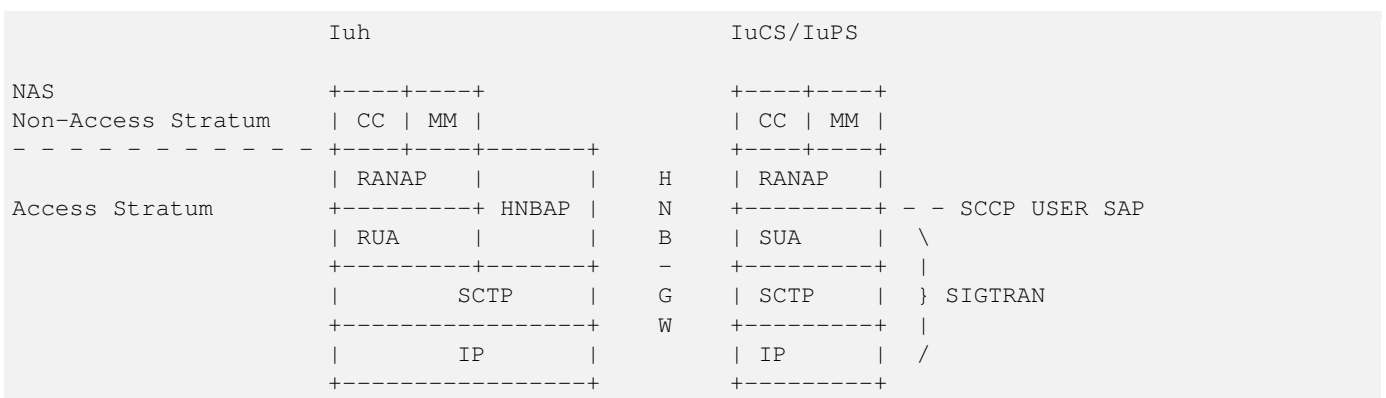 Iuh                         IuCS/IuPS

NAS                   +----+----+                 +----+----+
Non-Access Stratum    | CC | MM |                 | CC | MM |
- - - - - - - - - - - +----+----+-------+         +----+----+
                      | RANAP   |       |    H    | RANAP   |
Access Stratum        +---------+ HNBAP |    N    +---------+ - - SCCP USER SAP
                      | RUA     |       |    B    | SUA     |  \
                      +---------+-------+    -    +---------+  |
                      |        SCTP     |    G    | SCTP    |  } SIGTRAN
                      +-----------------+    W    +---------+  |
                      |        IP       |         | IP      |  /
                      +-----------------+         +---------+